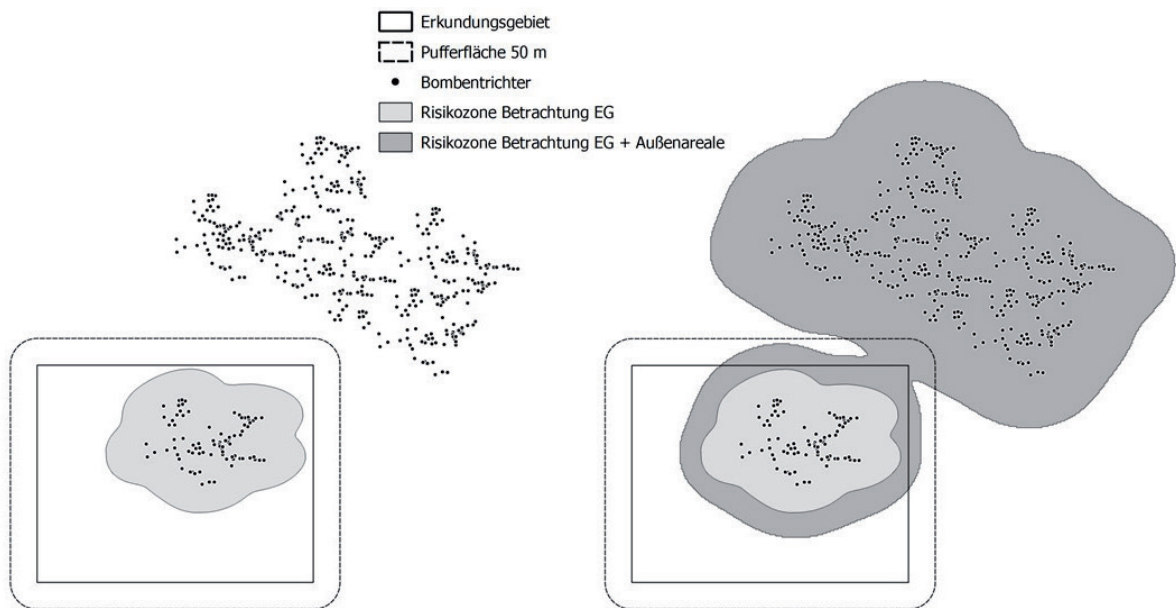 Erkundungsgebiet
Pufferfläche 50 m
Bombentrichter
Risikozone Betrachtung EG
Risikozone Betrachtung EG + Außenareale